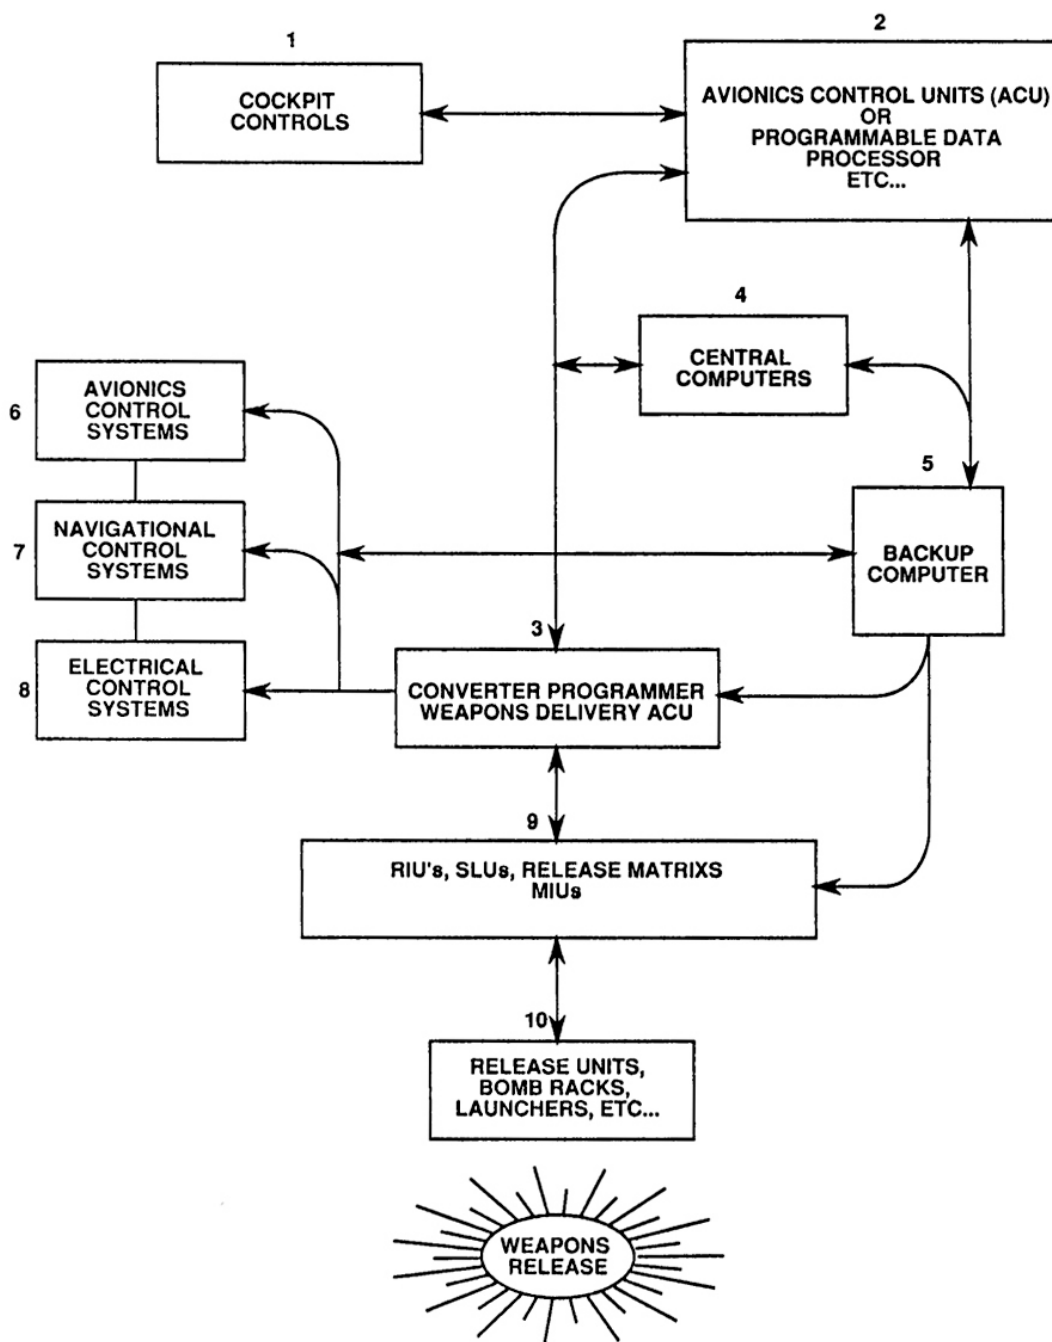 1
COCKPIT
CONTROLS
2
AVIONICS CONTROL UNITS (ACU)
OR
PROGRAMMABLE DATA
PROCESSOR
ETC...
4
CENTRAL
COMPUTERS
6
AVIONICS
CONTROL
SYSTEMS
5
BACKUP
COMPUTER
7
NAVIGATIONAL
CONTROL
SYSTEMS
3
CONVERTER PROGRAMMER
WEAPONS DELIVERY ACU
8
ELECTRICAL
CONTROL
SYSTEMS
9
RIU's, SLUs, RELEASE MATRIXS
MIUs
10
RELEASE UNITS,
BOMB RACKS,
LAUNCHERS, ETC...
WEAPONS
RELEASE